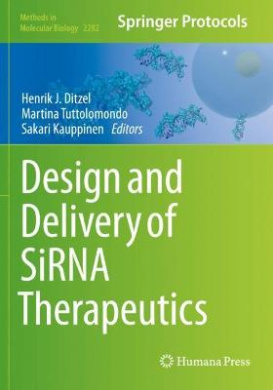 Methods in
Molecular Biology 2282
Springer Protocols
Henrik J. Ditzel
Martina Tuttolomondo
Sakari Kauppinen Editors
Design and
Delivery of
SiRNA
Therapeutics
Humana Press